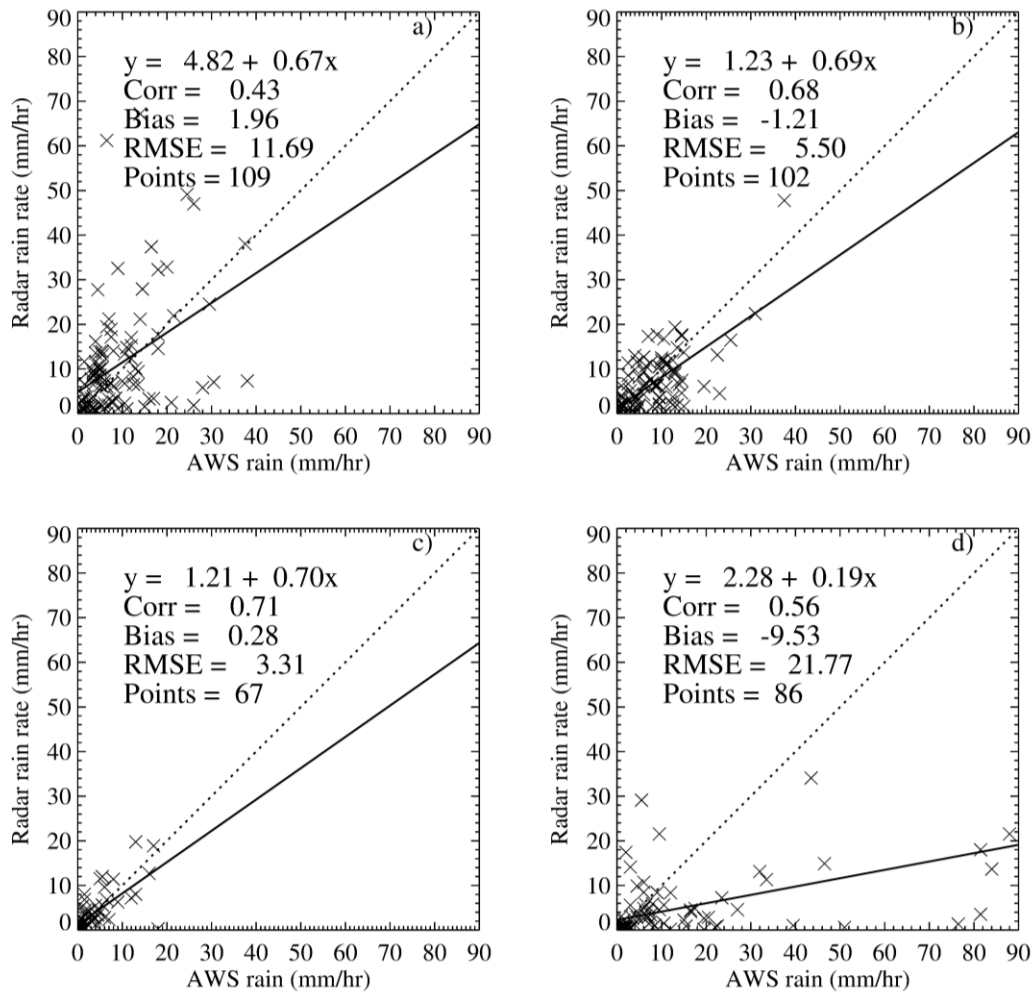 a)
y = 4.82 + 0.67x
Corr = 0.43
Bias = 1.96
RMSE = 11.69
Points = 109
Radar rain rate (mm/hr)
90
80
70
60
50
40
30
20
10
0
0 10 20 30 40 50 60 70 80 90
AWS rain (mm/hr)
b)
y = 1.23 + 0.69x
Corr = 0.68
Bias = -1.21
RMSE = 5.50
Points = 102
Radar rain rate (mm/hr)
90
80
70
60
50
40
30
20
10
0
0 10 20 30 40 50 60 70 80 90
AWS rain (mm/hr)
c)
y = 1.21 + 0.70x
Corr = 0.71
Bias = 0.28
RMSE = 3.31
Points = 67
Radar rain rate (mm/hr)
90
80
70
60
50
40
30
20
10
0
0 10 20 30 40 50 60 70 80 90
AWS rain (mm/hr)
d)
y = 2.28 + 0.19x
Corr = 0.56
Bias = -9.53
RMSE = 21.77
Points = 86
Radar rain rate (mm/hr)
90
80
70
60
50
40
30
20
10
0
0 10 20 30 40 50 60 70 80 90
AWS rain (mm/hr)